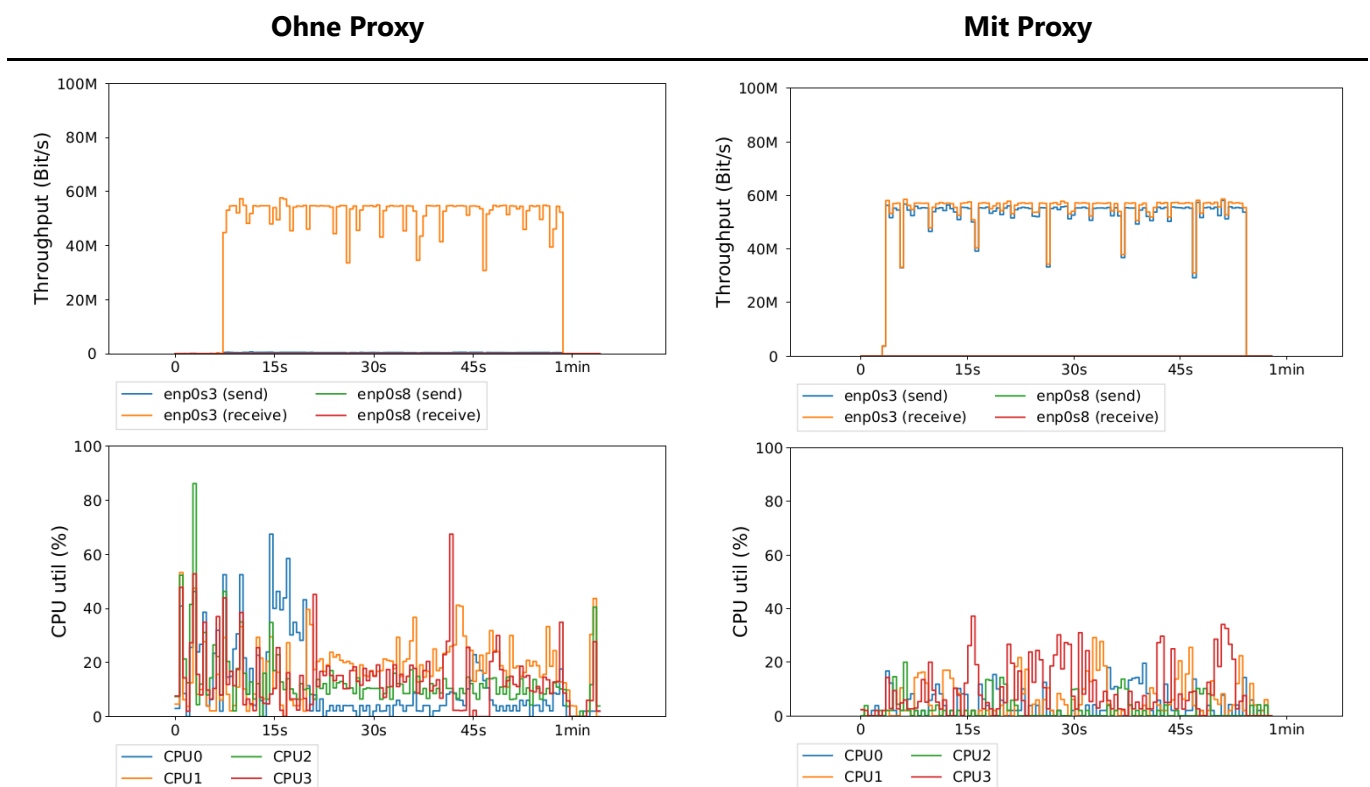 Ohne Proxy
Mit Proxy
100M
80M
60M
40M
20M
0
Throughput (Bit/s)
0 15s 30s 45s 1min
enp0s3 (send) enp0s8 (send)
enp0s3 (receive) enp0s8 (receive)
100M
80M
60M
40M
20M
0
Throughput (Bit/s)
0 15s 30s 45s 1min
enp0s3 (send) enp0s8 (send)
enp0s3 (receive) enp0s8 (receive)
100
80
60
40
20
0
CPU util (%)
0 15s 30s 45s 1min
CPU0 CPU2
CPU1 CPU3
100
80
60
40
20
0
CPU util (%)
0 15s 30s 45s 1min
CPU0 CPU2
CPU1 CPU3